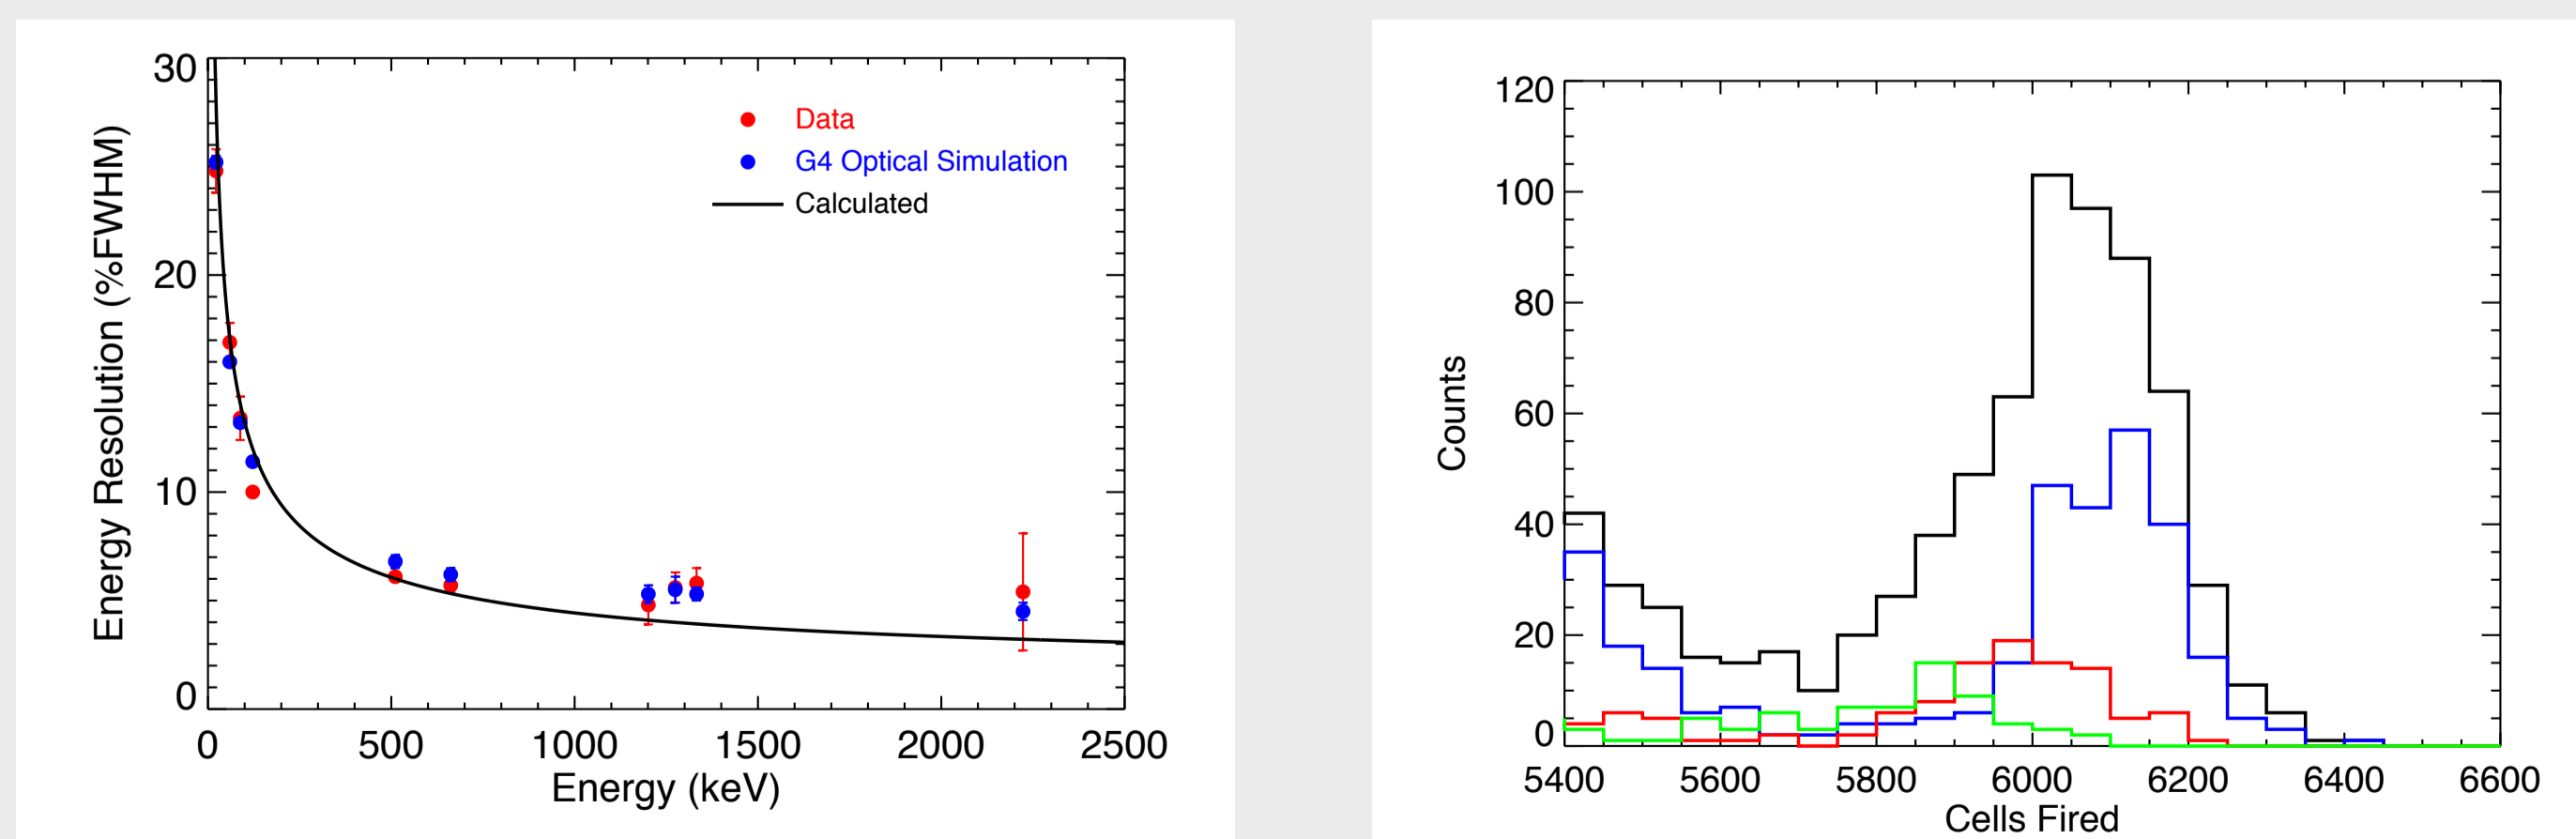 30
20
10
0
Energy Resolution (%FWHM)
Data
G4 Optical Simulation
Calculated
0 500 1000 1500 2000 2500
Energy (keV)
120
100
80
60
40
20
0
Counts
5400 5600 5800 6000 6200 6400 6600
Cells Fired